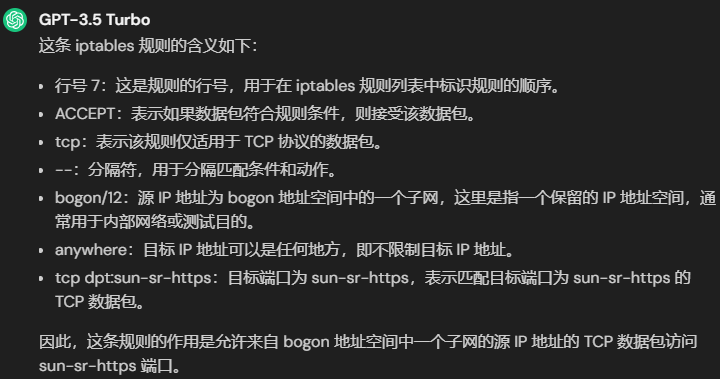 GPT-3.5 Turbo
这条 iptables 规则的含义如下：
• 行号 7：这是规则的行号，用于在 iptables 规则列表中标识规则的顺序。
• ACCEPT：表示如果数据包符合规则条件，则接受该数据包。
• tcp：表示该规则仅适用于 TCP 协议的数据包。
• --：分隔符，用于分隔匹配条件和动作。
• bogon/12：源 IP 地址为 bogon 地址空间中的一个子网，这里是指一个保留的 IP 地址空间，通
常用于内部网络或测试目的。
• anywhere：目标 IP 地址可以是任何地方，即不限制目标 IP 地址。
• tcp dpt:sun-sr-https：目标端口为 sun-sr-https，表示匹配目标端口为 sun-sr-https 的
TCP 数据包。
因此，这条规则的作用是允许来自 bogon 地址空间中一个子网的源 IP 地址的 TCP 数据包访问
sun-sr-https 端口。